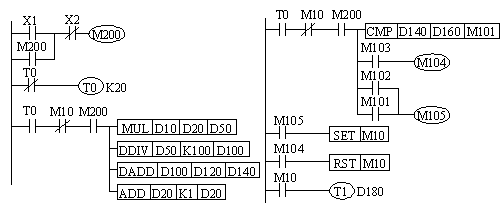 X1 X2
M200
M200
T0
T0 K20
T0 M10 M200
MUL D10 D20 D50
DDIV D50 K100 D100
DADD D100 D120 D140
ADD D20 K1 D20
T0 M10 M200
CMP D140 D160 M101
M103
M104
M102
M101
M105
M105
SET M10
M104
RST M10
M10
T1 D180